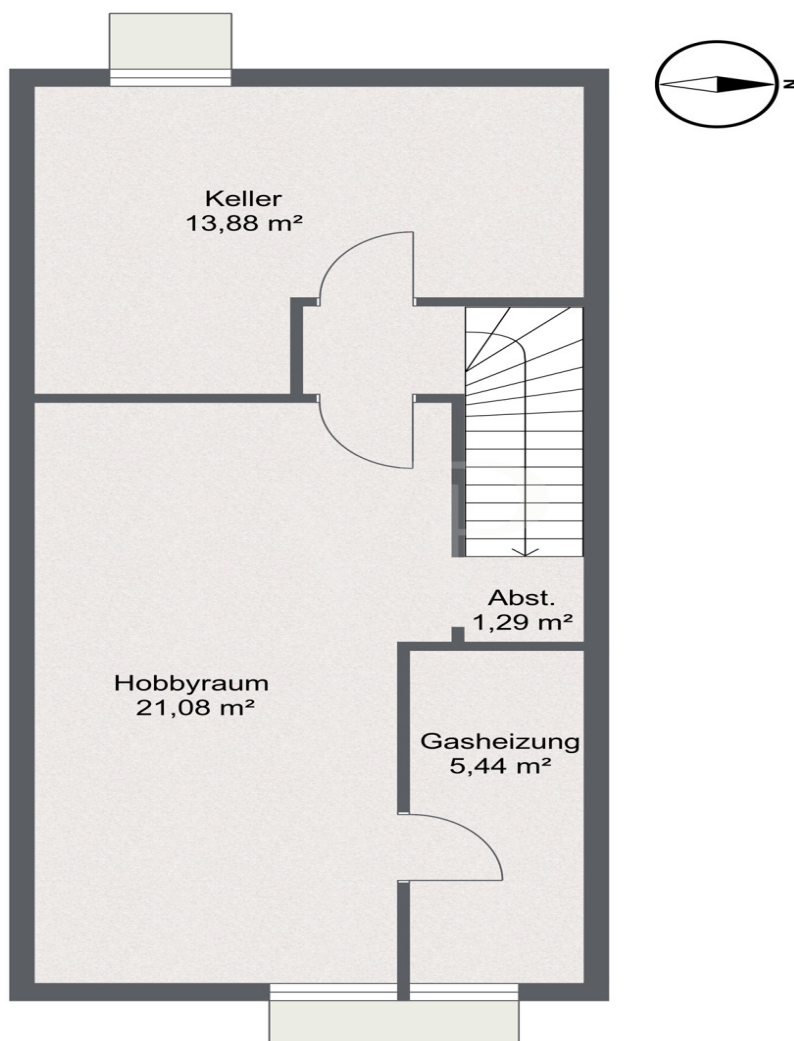 N
Keller
13,88 m²
Abst.
1,29 m²
Hobbyraum
21,08 m²
Gasheizung
5,44 m²